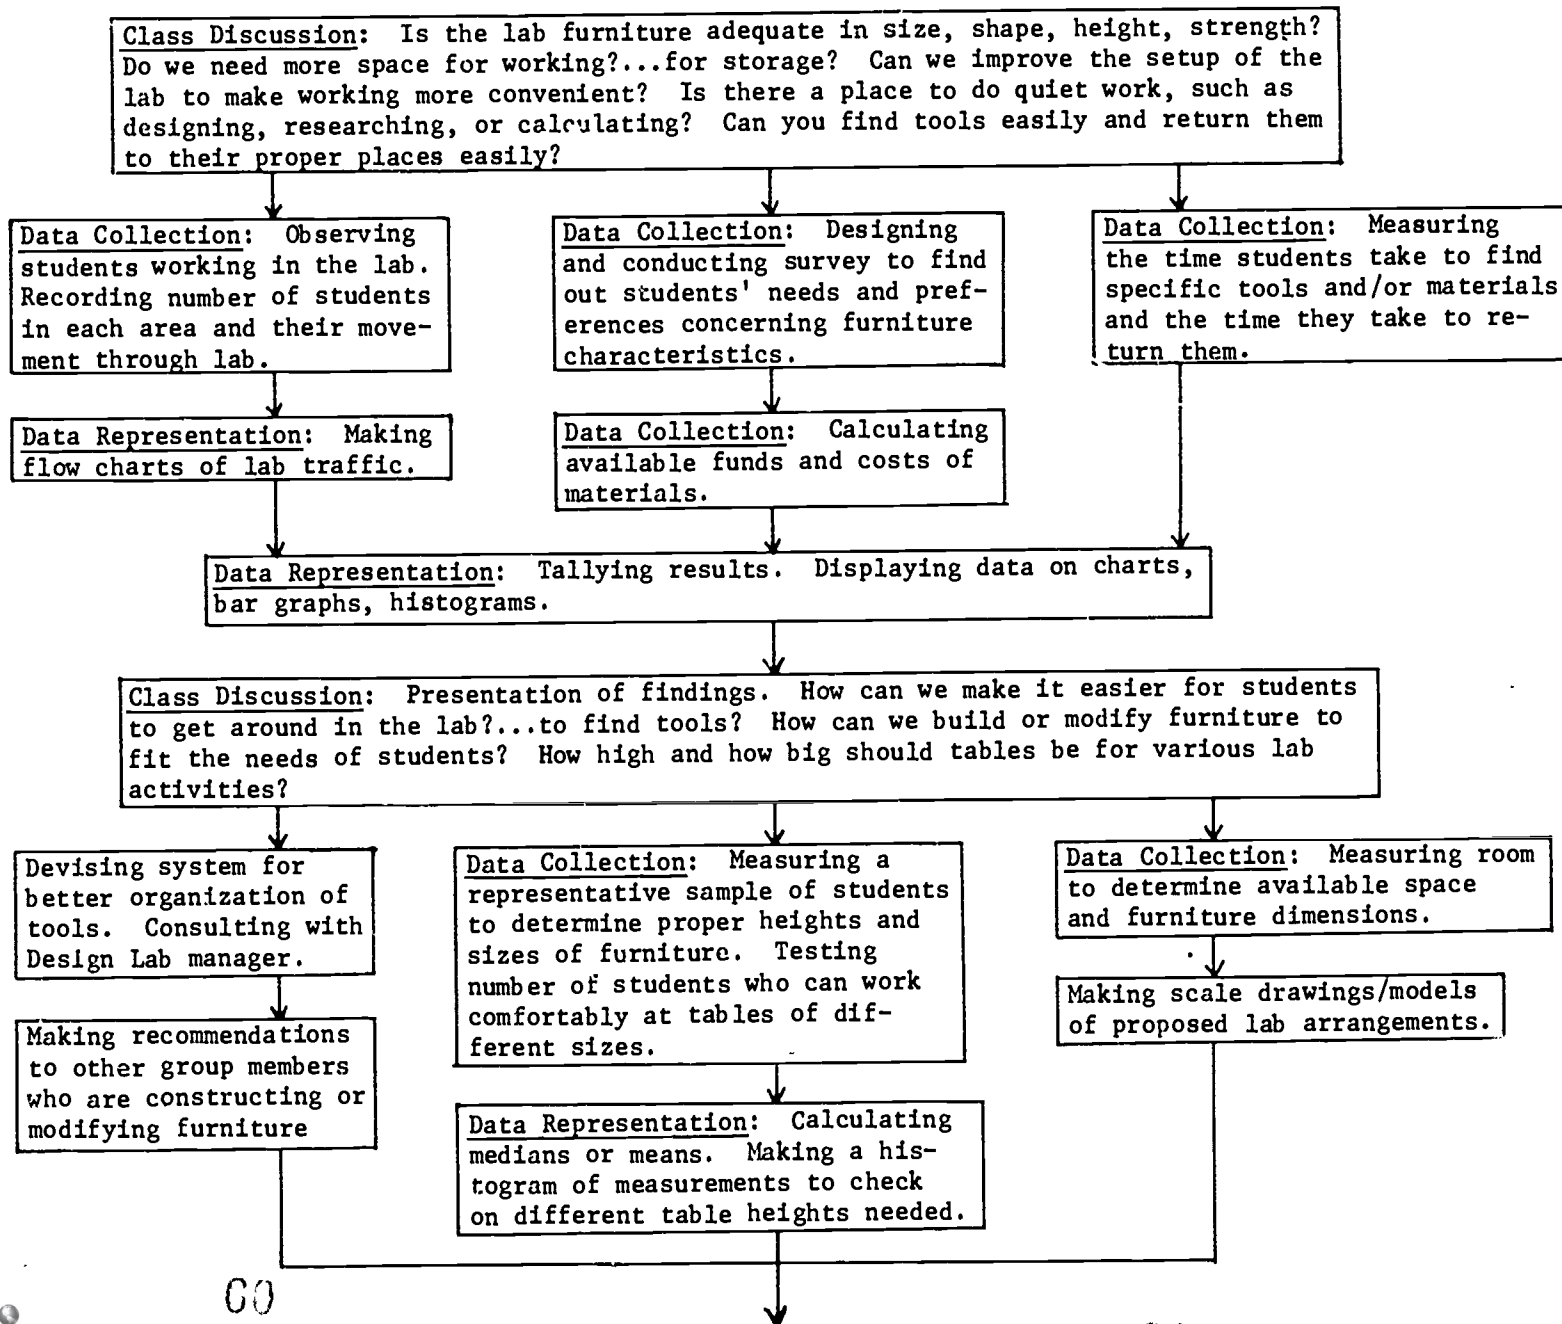 Class Discussion: Is the lab furniture adequate in size, shape, height, strength?
Do we need more space for working?...for storage? Can we improve the setup of the
lab to make working more convenient? Is there a place to do quiet work, such as
designing, researching, or calculating? Can you find tools easily and return them
to their proper places easily?
Data Collection: Observing
students working in the lab.
Recording number of students
in each area and their move-
ment through lab.
Data Collection: Designing
and conducting survey to find
out students' needs and pref-
erences concerning furniture
characteristics.
Data Collection: Measuring
the time students take to find
specific tools and/or materials
and the time they take to re-
turn them.
Data Representation: Making
flow charts of lab traffic.
Data Collection: Calculating
available funds and costs of
materials.
Data Representation: Tallying results. Displaying data on charts,
bar graphs, histograms.
Class Discussion: Presentation of findings. How can we make it easier for students
to get around in the lab?...to find tools? How can we build or modify furniture to
fit the needs of students? How high and how big should tables be for various lab
activities?
Devising system for
better organization of
tools. Consulting with
Design Lab manager.
Data Collection: Measuring a
representative sample of students
to determine proper heights and
sizes of furniture. Testing
number of students who can work
comfortably at tables of dif-
ferent sizes.
Data Collection: Measuring room
to determine available space
and furniture dimensions.
Making scale drawings/models
of proposed lab arrangements.
Making recommendations
to other group members
who are constructing or
modifying furniture
Data Representation: Calculating
medians or means. Making a his-
togram of measurements to check
on different table heights needed.